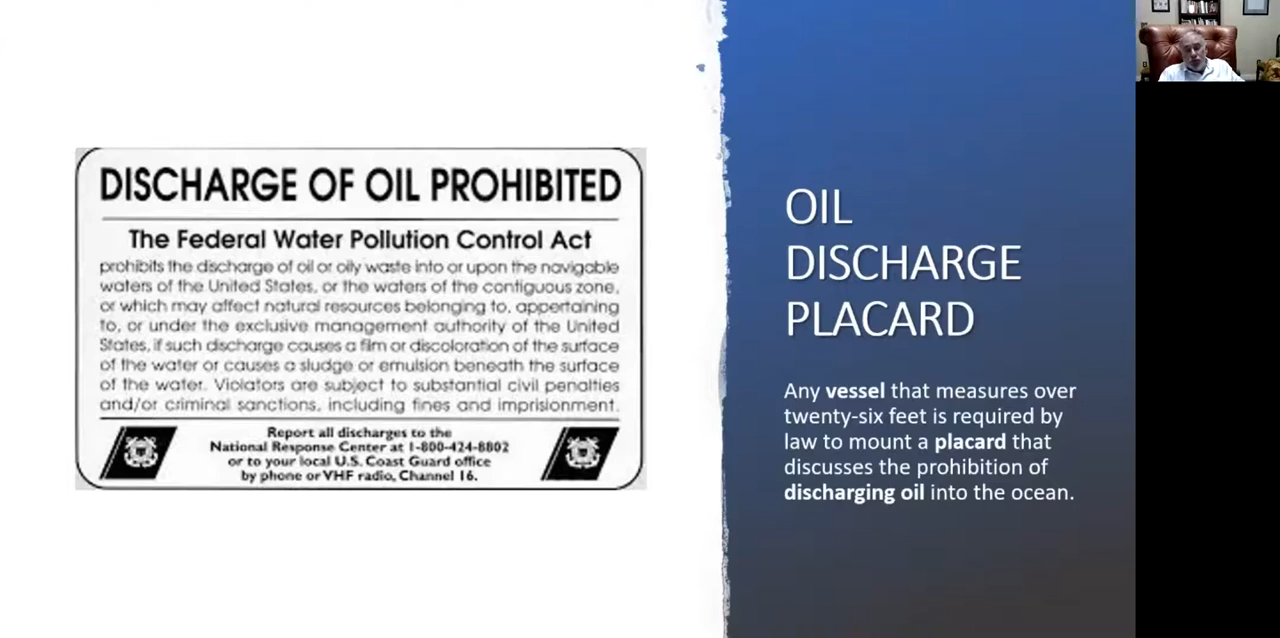 DISCHARGE OF OIL PROHIBITED
The Federal Water Pollution Control Act
prohibits the discharge of oil or oily waste into or upon the navigable
waters of the United States, or the waters of the contiguous zone,
or which may affect natural resources belonging to, appertaining
to, or under the exclusive management authority of the United
States, if such discharge causes a film or discoloration of the surface
of the water or causes a sludge or emulsion beneath the surface
of the water. Violators are subject to substantial civil penalties
and/or criminal sanctions, including fines and imprisionment.
Report all discharges to the
National Response Center at 1-800-424-8802
or to your local U.S. Coast Guard office
by phone or VHF radio, Channel 16.
OIL
DISCHARGE
PLACARD
Any vessel that measures over
twenty-six feet is required by
law to mount a placard that
discusses the prohibition of
discharging oil into the ocean.